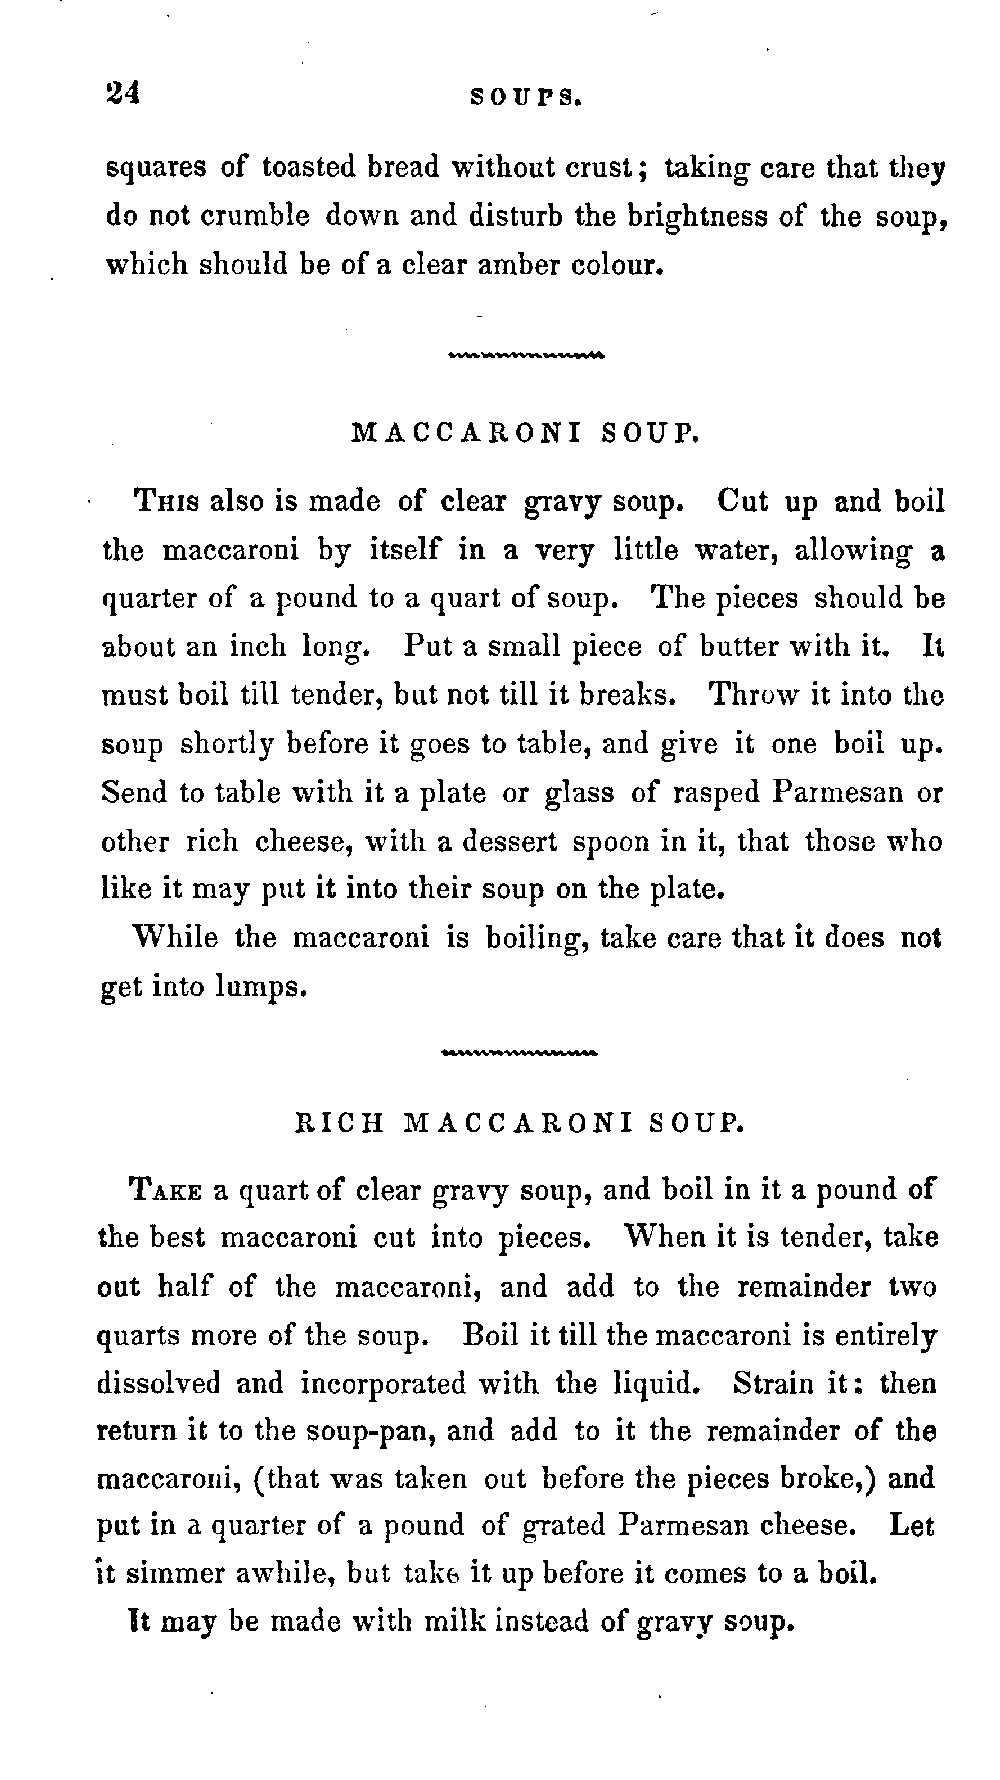 24 SOUPS.
squares of toasted bread without crust; taking care that they
do not crumble down and disturb the brightness of the soup,
which should be of a clear amber colour.
MACCARONI SOUP.
THIS also is made of clear gravy soup. Cut up and boil
the maccaroni by itself in a very little water, allowing a
quarter of a pound to a quart of soup. The pieces should be
about an inch long. Put a small piece of butter with it. It
must boil till tender, but not till it breaks. Throw it into the
soup shortly before it goes to table, and give it one boil up.
Send to table with it a plate or glass of rasped Parmesan or
other rich cheese, with a dessert spoon in it, that those who
like it may put it into their soup on the plate.
While the maccaroni is boiling, take care that it does not
get into lumps.
RICH MACCARONI SOUP.
TAKE a quart of clear gravy soup, and boil in it a pound of
the best maccaroni cut into pieces. When it is tender, take
out half of the maccaroni, and add to the remainder two
quarts more of the soup. Boil it till the maccaroni is entirely
dissolved and incorporated with the liquid. Strain it: then
return it to the soup-pan, and add to it the remainder of the
maccaroni, (that was taken out before the pieces broke,) and
put in a quarter of a pound of grated Parmesan cheese. Let
it simmer awhile, but take it up before it comes to a boil.
It may be made with milk instead of gravy soup.